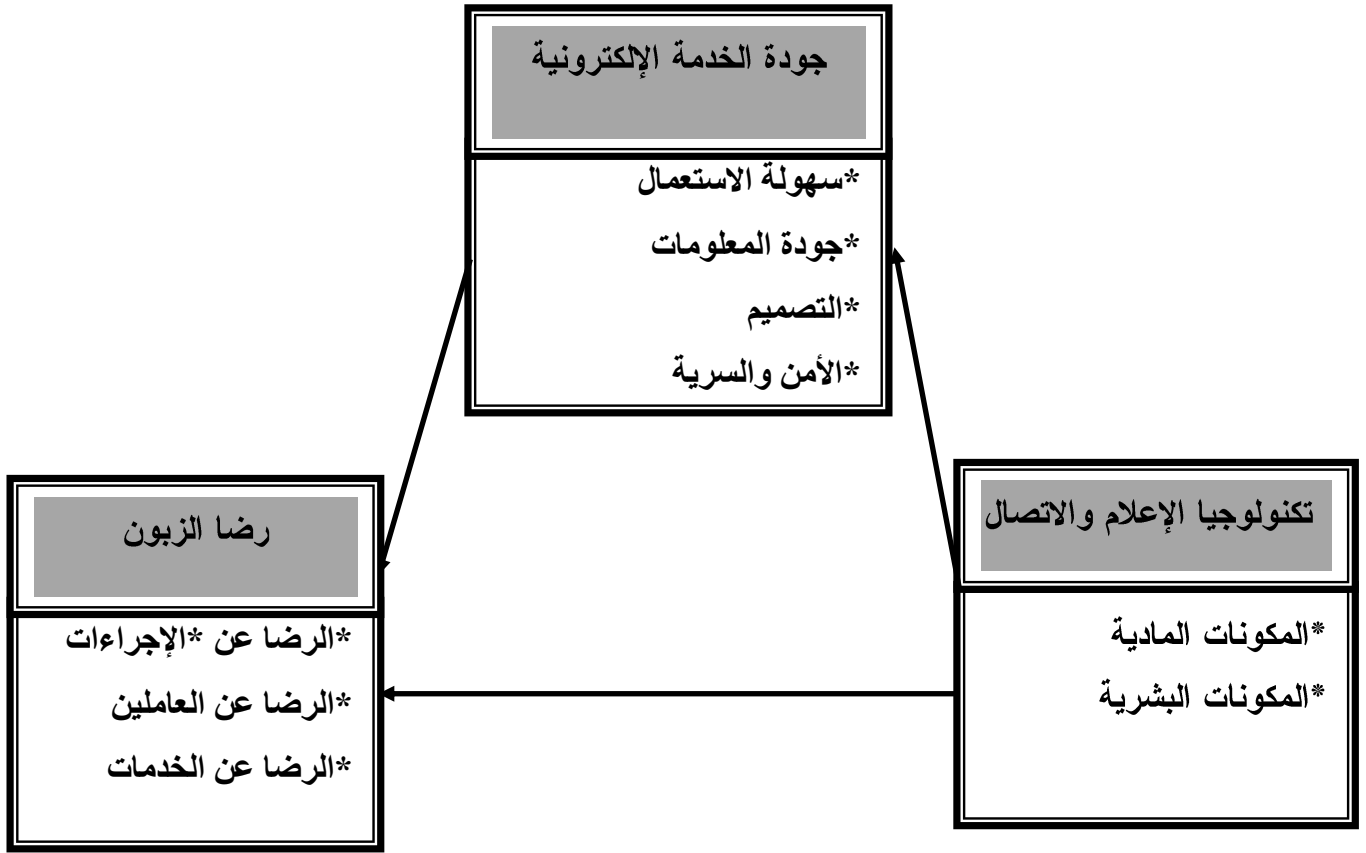 جودة الخدمة الإلكترونية
*سهولة الاستعمال
*جودة المعلومات
*التصميم
*الأمن والسرية
تكنولوجيا الإعلام والاتصال
*المكونات المادية
*المكونات البشرية
رضا الزبون
*الرضا عن *الإجراءات
*الرضا عن العاملين
*الرضا عن الخدمات